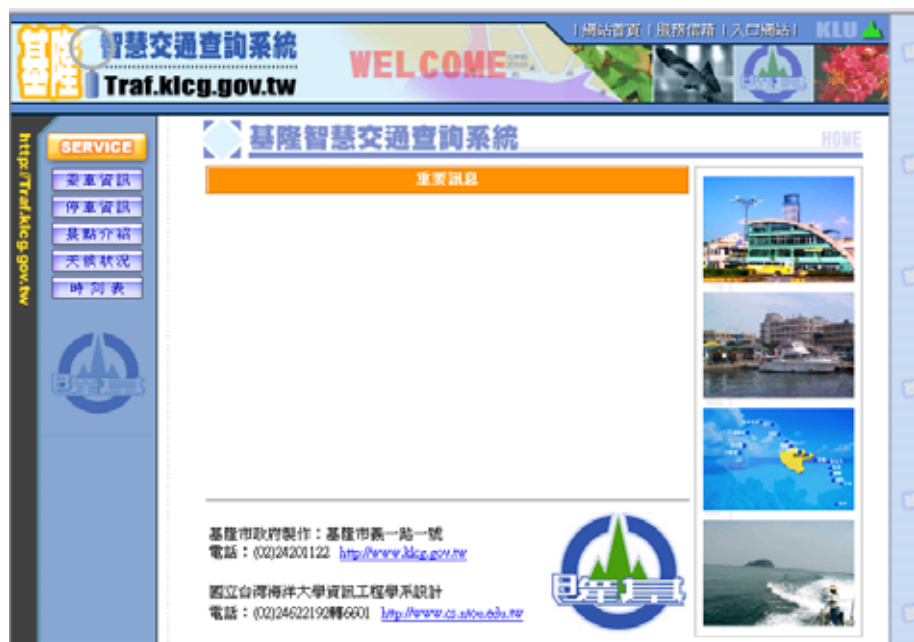 基隆
智慧交通查詢系統
Traf.klcg.gov.tw
WELCOME
| 網站首頁 | 服務信箱 | 入口網站 |
KLU
http://Traf.klcg.gov.tw
SERVICE
停車資訊
景點介紹
天候狀況
時刻表
基隆智慧交通查詢系統
HOME
重要訊息
基隆市政府製作：基隆市義一路一號
電話：(02)24201122 http://www.klcg.gov.tw
國立台灣海洋大學資訊工程學系設計
電話：(02)24622192轉6601 http://www.cs.ntou.edu.tw